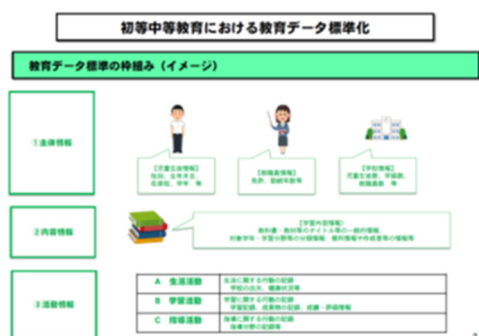 初等中等教育における教育データ標準化
教育データ標準の枠組み（イメージ）
①主体情報
【児童生徒情報】
性別、生年月日、
在籍校、学年　等
【教職員情報】
免許、勤続年数等
【学校情報】
児童生徒数、学級数、
教職員数　等
②内容情報
【学習内容情報】
教科書・教材等のタイトル等の一般的情報、
対象学年・学習分野等の分類情報、権利情報や作成者等の情報等
③活動情報
A　生活活動
生活に関する行動の記録
学校の出欠、健康状況等
B　学習活動
学習に関する行動の記録
学習記録、成果物の記録、成績・評価情報
C　指導活動
指導に関する行動の記録
指導分野の記録等